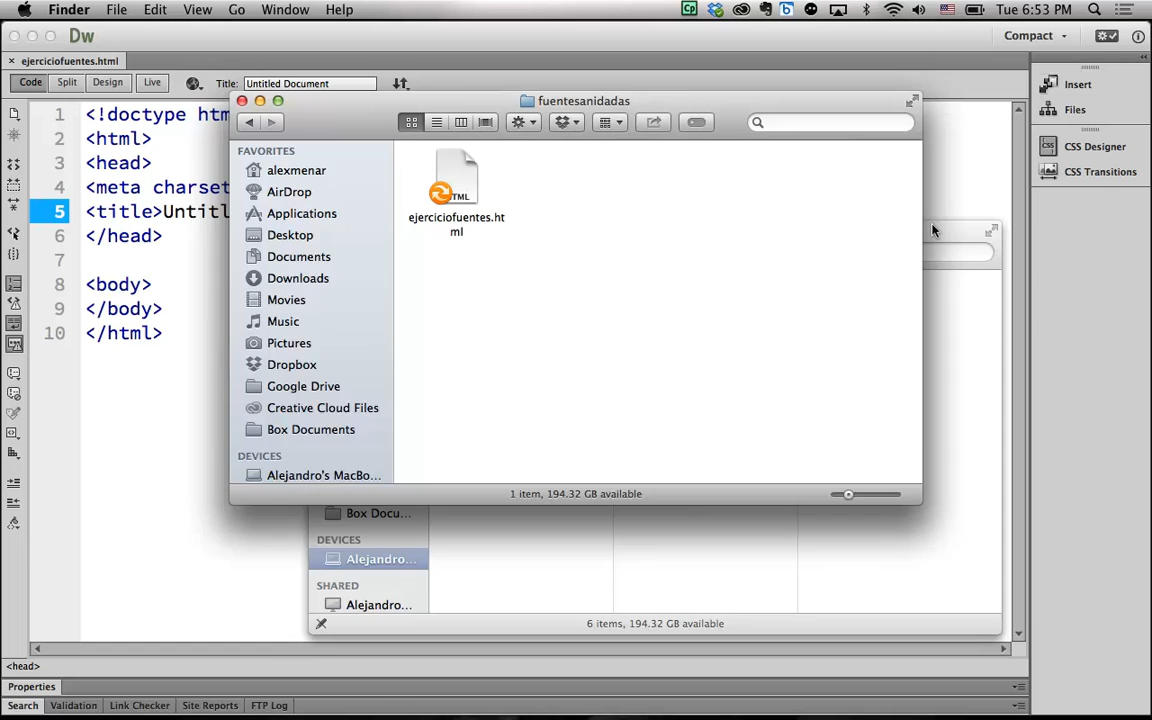 Finder File Edit View Go Window Help Tue 6:53 PM
Dw Compact
ejerciciofuentes.html
Code Split Design Live Title: Untitled Document
fuentesanidadas
1 <!doctype htm
2 <html>
3 <head>
4 <meta charset
5 <title>Untitl
6 </head>
7
8 <body>
9 </body>
10 </html>
FAVORITES
alexmenar
AirDrop
Applications
Desktop
Documents
Downloads
Movies
Music
Pictures
Dropbox
Google Drive
Creative Cloud Files
Box Documents
DEVICES
Alejandro's MacBo...
HTML
ejerciciofuentes.ht
ml
1 item, 194.32 GB available
Box Docu...
DEVICES
Alejandro...
SHARED
Alejandro...
6 items, 194.32 GB available
Insert
Files
CSS Designer
CSS Transitions
<head>
Properties
Search Validation Link Checker Site Reports FTP Log